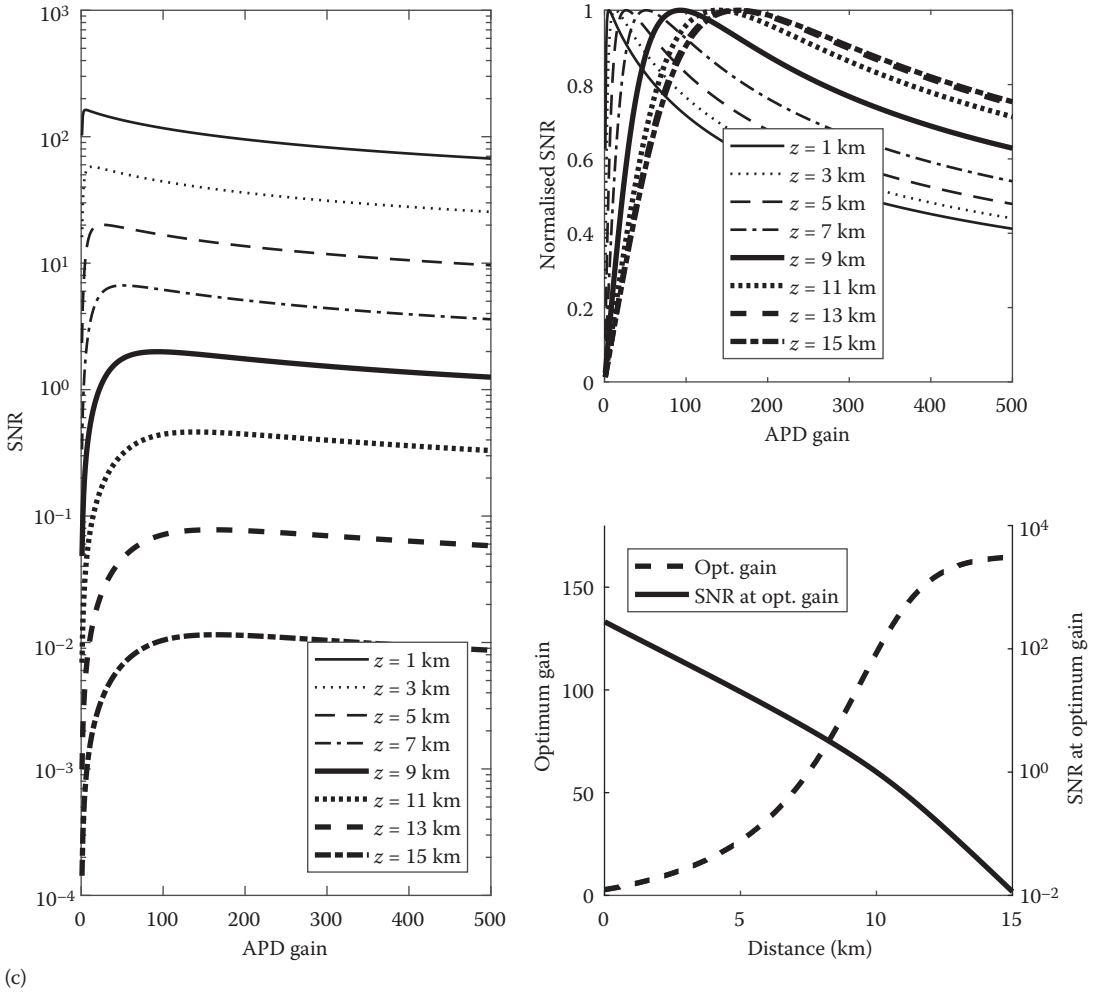 10³
10²
10¹
10⁰
10⁻¹
10⁻²
10⁻³
10⁻⁴
SNR
0
100
200
300
400
500
APD gain
z = 1 km
z = 3 km
z = 5 km
z = 7 km
z = 9 km
z = 11 km
z = 13 km
z = 15 km
(c)
1
0.8
0.6
0.4
0.2
0
Normalised SNR
z = 1 km
z = 3 km
z = 5 km
z = 7 km
z = 9 km
z = 11 km
z = 13 km
z = 15 km
0
100
200
300
400
500
APD gain
150
100
50
0
Optimum gain
Opt. gain
SNR at opt. gain
10⁴
10²
10⁰
10⁻²
SNR at optimum gain
0
5
10
15
Distance (km)